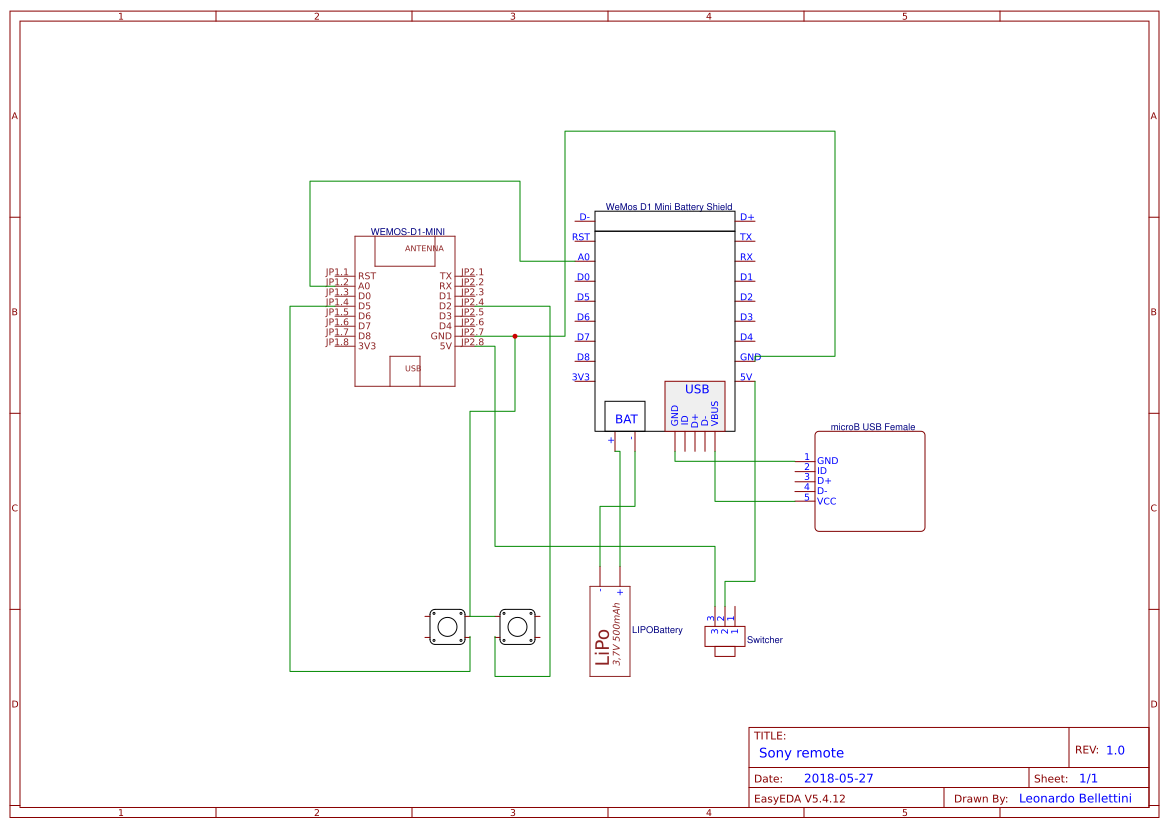 1 2 3 4 5
A A
B B
C C
D D
WEMOS-D1-MINI
ANTENNA
JP1.1 RST TX JP2.1
JP1.2 A0 RX JP2.2
JP1.3 D0 D1 JP2.3
JP1.4 D5 D2 JP2.4
JP1.5 D6 D3 JP2.5
JP1.6 D7 D4 JP2.6
JP1.7 D8 GND JP2.7
JP1.8 3V3 5V JP2.8
USB
WeMos D1 Mini Battery Shield
D- D+
RST TX
A0 RX
D0 D1
D5 D2
D6 D3
D7 D4
D8 GND
3V3 5V
USB
GND
ID
D+
D-
VBUS
BAT
+ -
microB USB Female
1 GND
2 ID
3 D+
4 D-
5 VCC
- +
LiPo
3,7V 500mAh
LIPOBattery
3 2 1
3 2 1
Switcher
TITLE:
Sony remote
REV: 1.0
Date: 2018-05-27
Sheet: 1/1
EasyEDA V5.4.12
Drawn By: Leonardo Bellettini
1 2 3 4 5